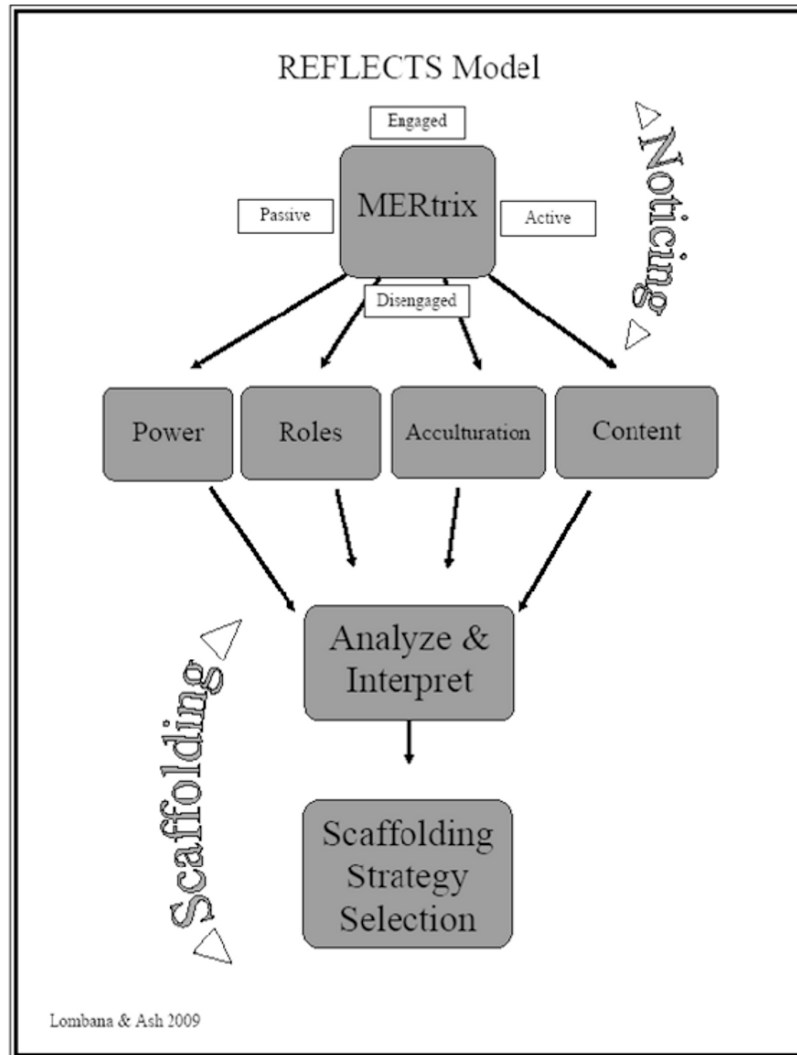 REFLECTS Model
Engaged
Noticing
MERtrix
Passive
Active
Disengaged
Power
Roles
Acculturation
Content
Analyze &
Interpret
Scaffolding
Scaffolding
Strategy
Selection
Lombana & Ash 2009